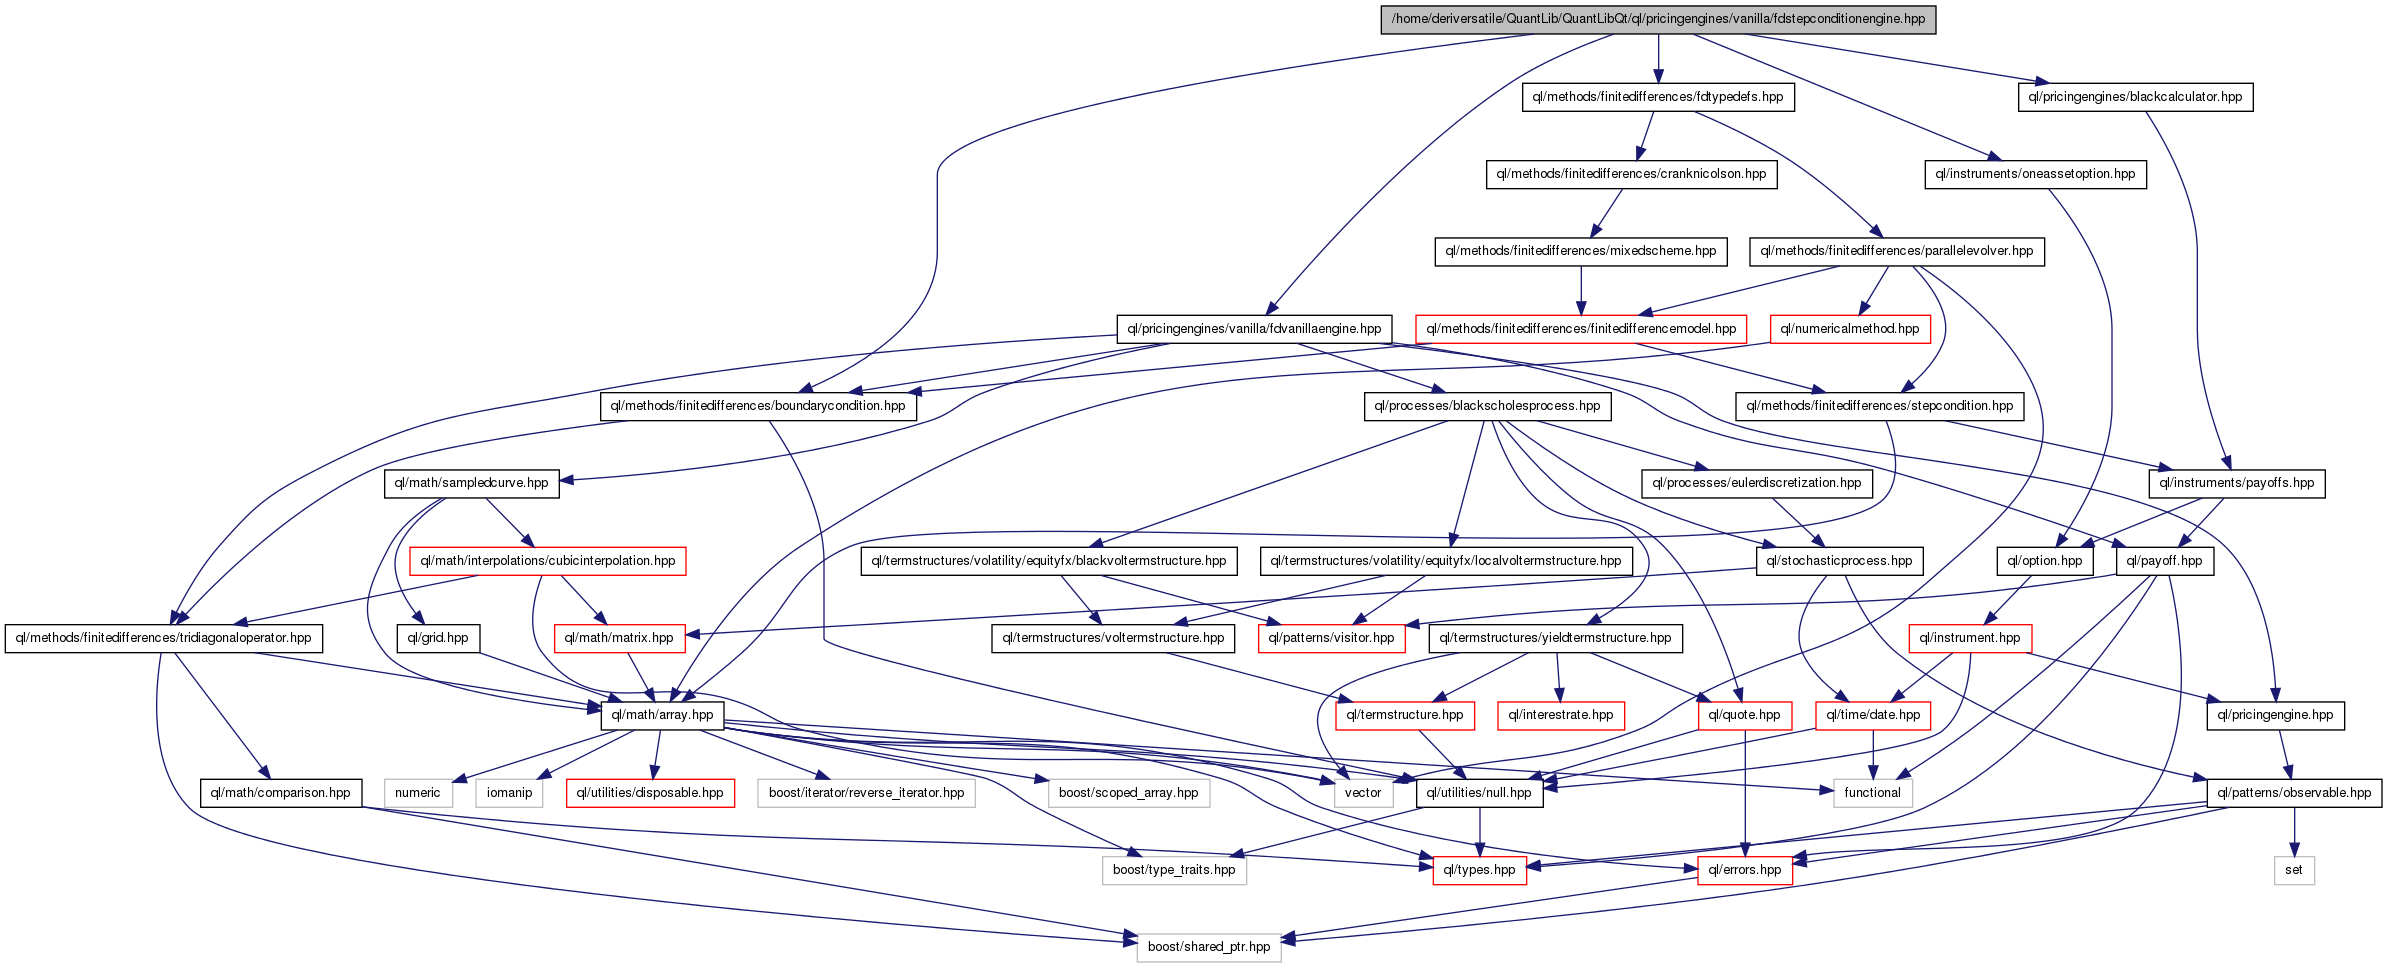 /home/deriversatile/QuantLib/QuantLibQt/ql/pricingengines/vanilla/fdstepconditionengine.hpp
ql/methods/finitedifferences/fdtypedefs.hpp
ql/pricingengines/blackcalculator.hpp
ql/methods/finitedifferences/cranknicolson.hpp
ql/instruments/oneassetoption.hpp
ql/methods/finitedifferences/mixedscheme.hpp
ql/methods/finitedifferences/parallelevolver.hpp
ql/pricingengines/vanilla/fdvanillaengine.hpp
ql/methods/finitedifferences/finitedifferencemodel.hpp
ql/numericalmethod.hpp
ql/methods/finitedifferences/boundarycondition.hpp
ql/processes/blackscholesprocess.hpp
ql/methods/finitedifferences/stepcondition.hpp
ql/math/sampledcurve.hpp
ql/processes/eulerdiscretization.hpp
ql/instruments/payoffs.hpp
ql/math/interpolations/cubicinterpolation.hpp
ql/termstructures/volatility/equityfx/blackvoltermstructure.hpp
ql/termstructures/volatility/equityfx/localvoltermstructure.hpp
ql/stochasticprocess.hpp
ql/option.hpp
ql/payoff.hpp
ql/methods/finitedifferences/tridiagonaloperator.hpp
ql/grid.hpp
ql/math/matrix.hpp
ql/termstructures/voltermstructure.hpp
ql/patterns/visitor.hpp
ql/termstructures/yieldtermstructure.hpp
ql/instrument.hpp
ql/math/array.hpp
ql/termstructure.hpp
ql/interestrate.hpp
ql/quote.hpp
ql/time/date.hpp
ql/pricingengine.hpp
ql/math/comparison.hpp
numeric
iomanip
ql/utilities/disposable.hpp
boost/iterator/reverse_iterator.hpp
boost/scoped_array.hpp
vector
ql/utilities/null.hpp
functional
ql/patterns/observable.hpp
boost/type_traits.hpp
ql/types.hpp
ql/errors.hpp
set
boost/shared_ptr.hpp